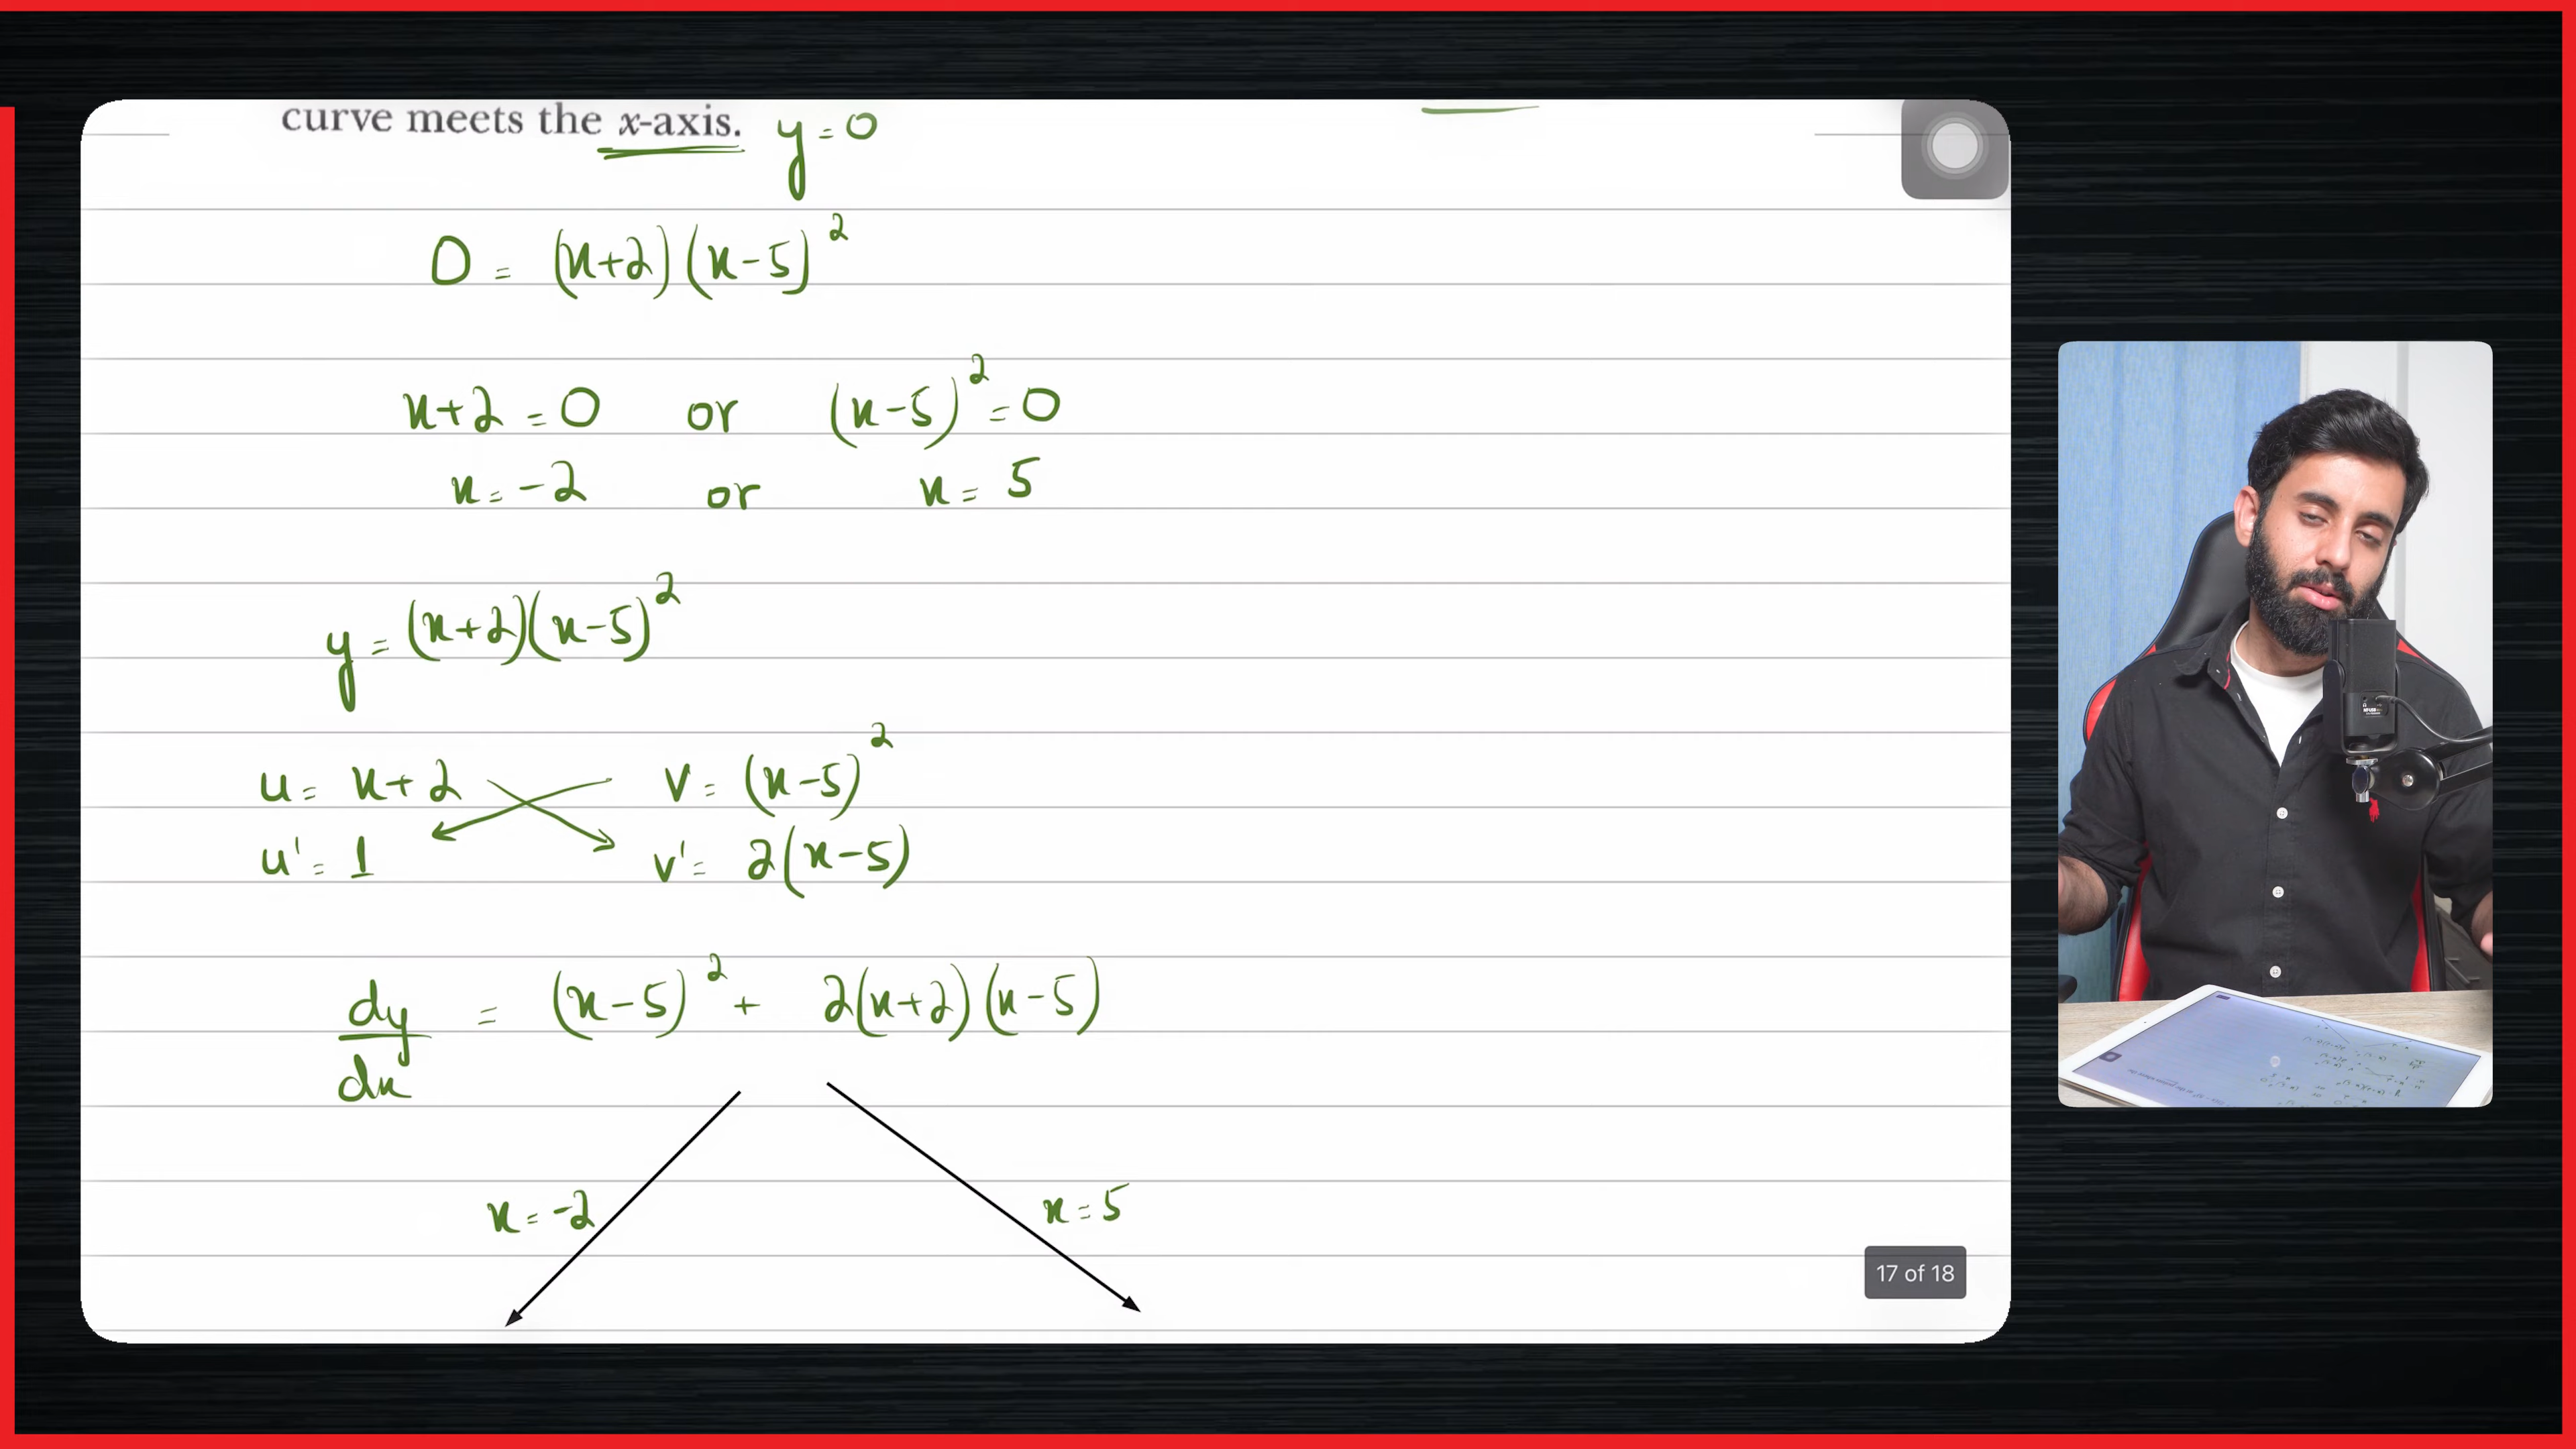 curve meets the x-axis. y = 0
0 = (x+2)(x-5)²
x+2 = 0 or (x-5)² = 0
x = -2 or x = 5
y = (x+2)(x-5)²
u = x+2 v = (x-5)²
u' = 1 v' = 2(x-5)
dy/dx = (x-5)² + 2(x+2)(x-5)
x = -2 x = 5
17 of 18